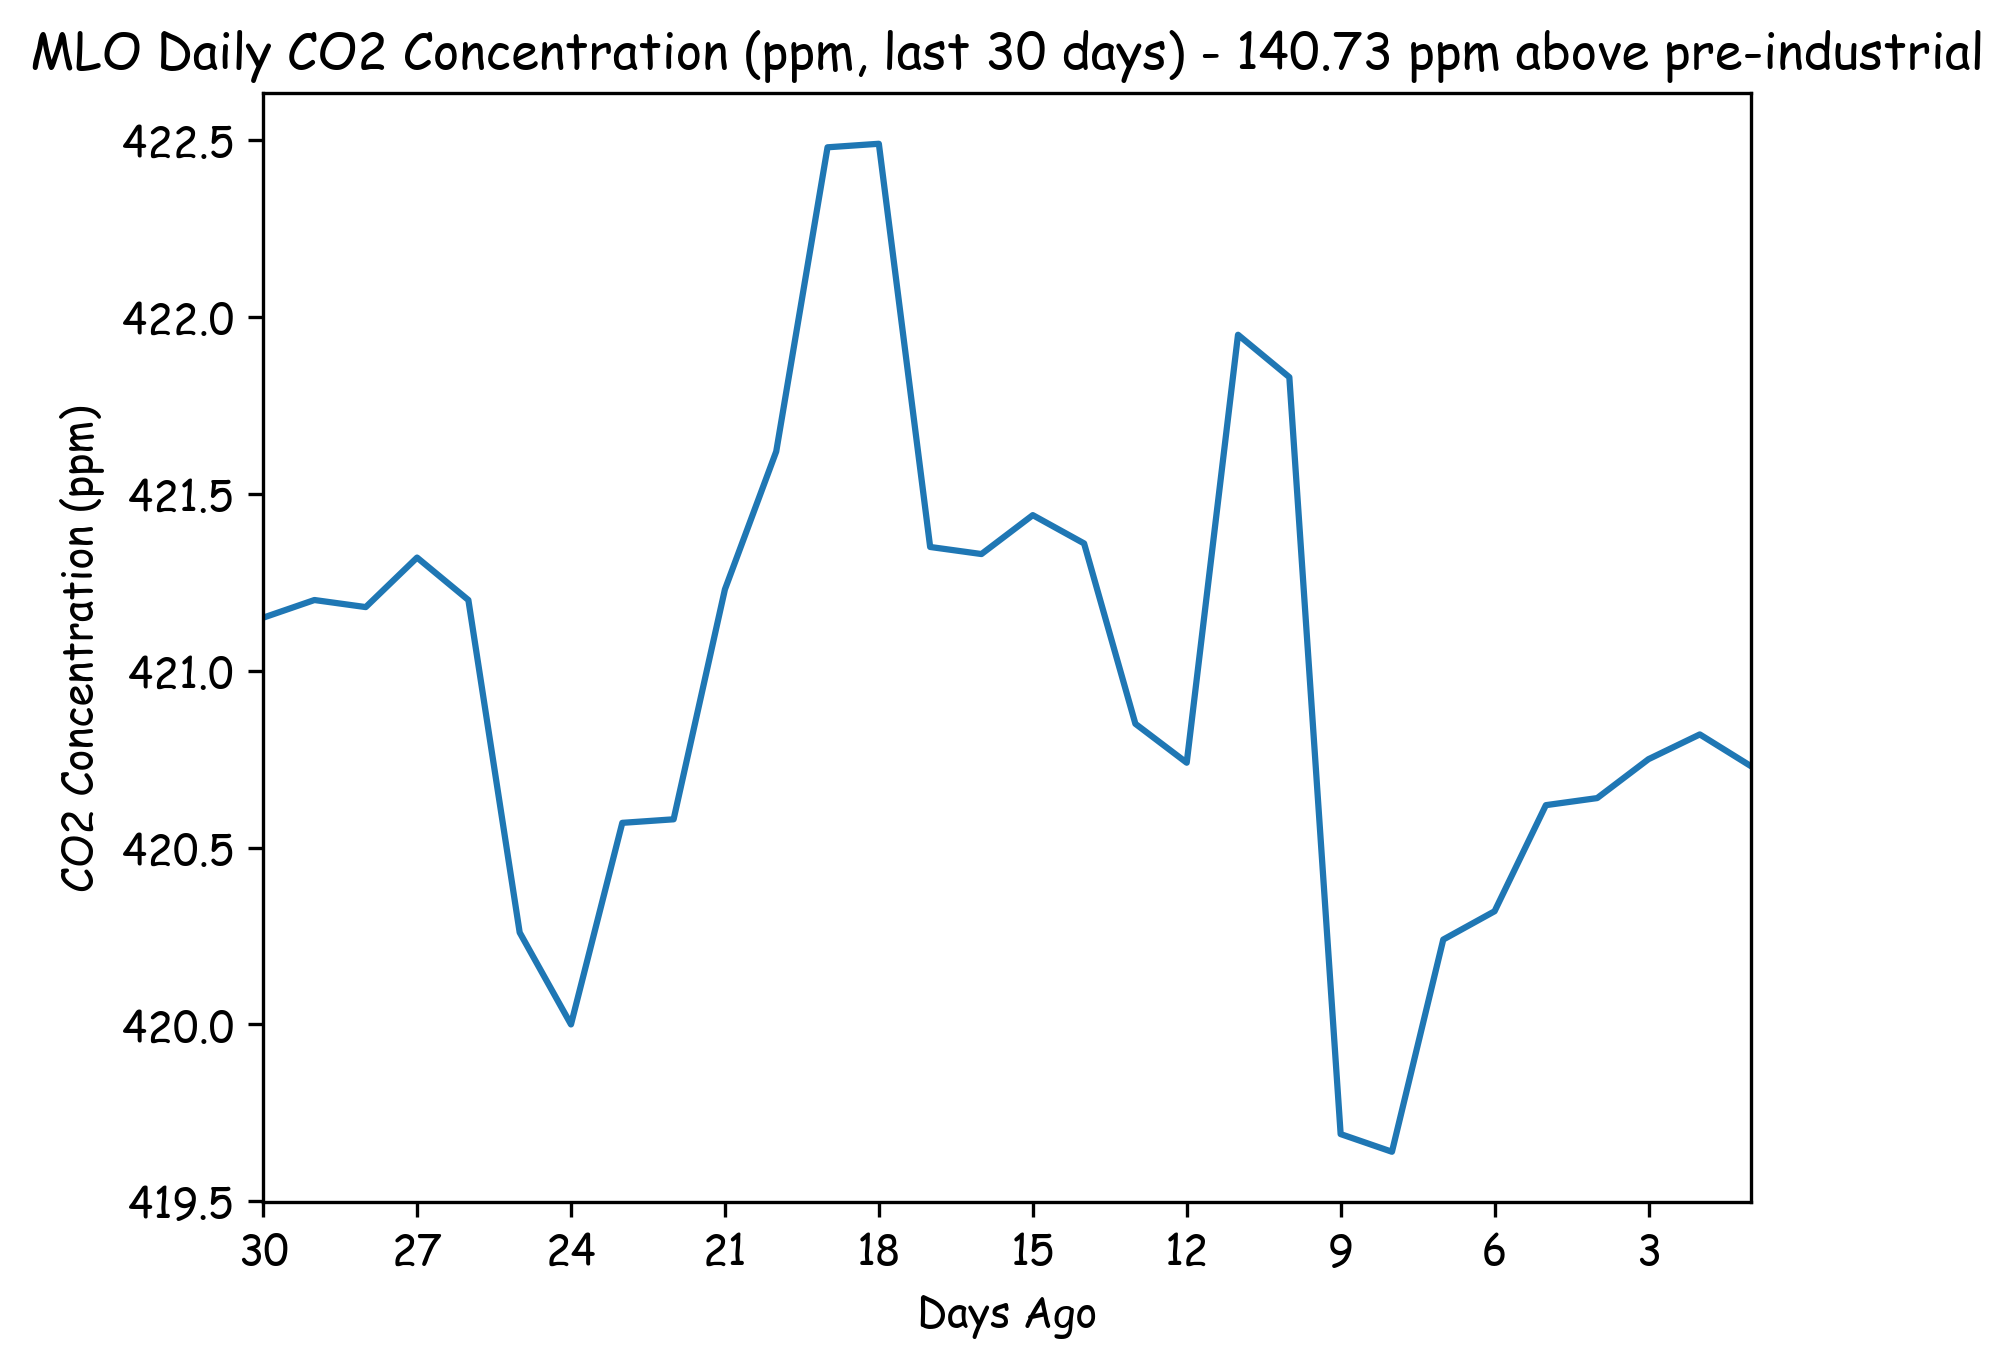 MLO Daily CO2 Concentration (ppm, last 30 days) - 140.73 ppm above pre-industrial
422.5
422.0
421.5
421.0
420.5
420.0
419.5
CO2 Concentration (ppm)
30 27 24 21 18 15 12 9 6 3
Days Ago